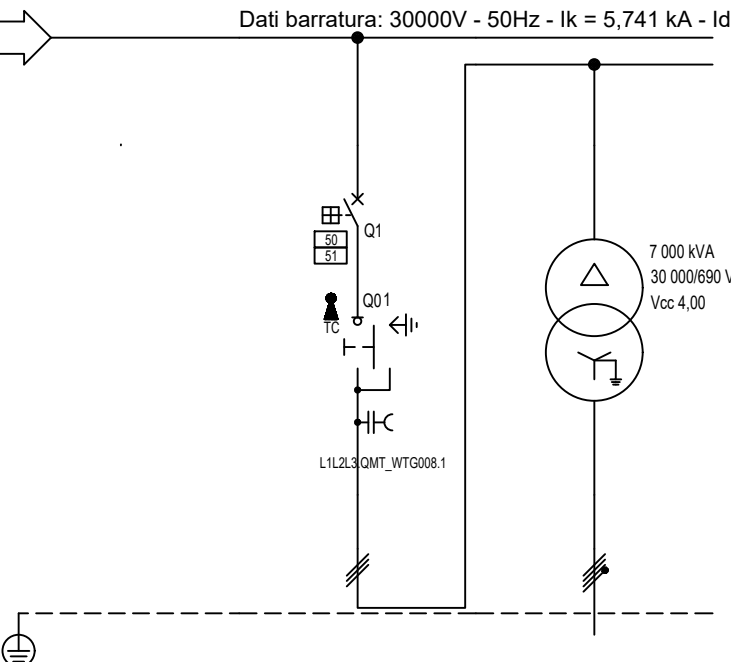 Dati barratura: 30000V - 50Hz - Ik = 5,741 kA - Id
Q1
50
51
Q01
TC
7 000 kVA
30 000/690 V
Vcc 4,00
L1L2L3.QMT_WTG008.1